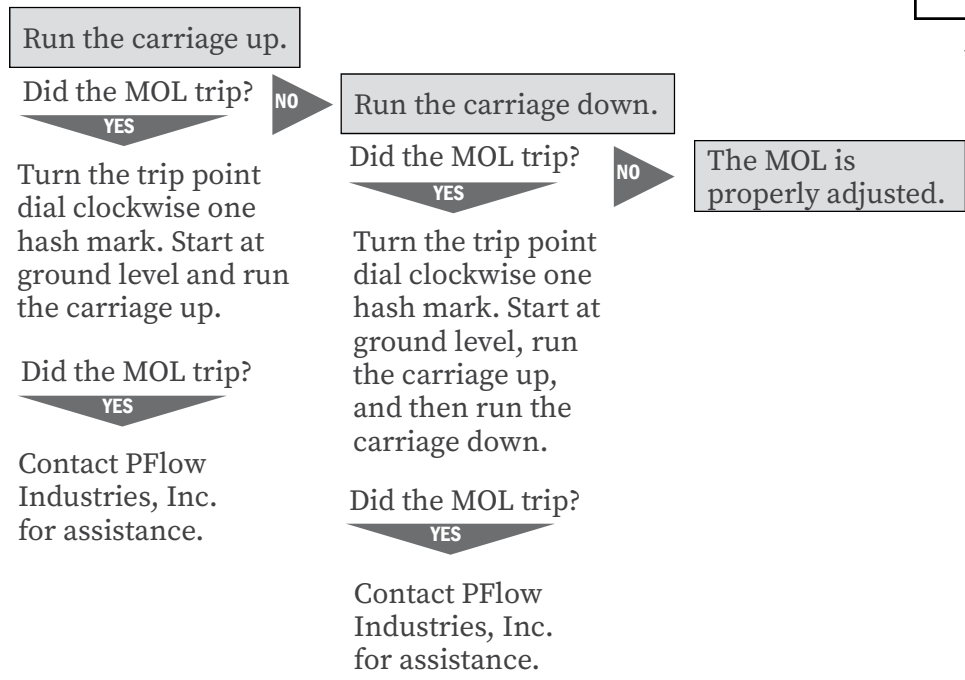 Run the carriage up.
Did the MOL trip?
NO
YES
Turn the trip point
dial clockwise one
hash mark. Start at
ground level and run
the carriage up.
Did the MOL trip?
YES
Contact PFlow
Industries, Inc.
for assistance.
Run the carriage down.
Did the MOL trip?
NO
YES
Turn the trip point
dial clockwise one
hash mark. Start at
ground level, run
the carriage up,
and then run the
carriage down.
Did the MOL trip?
YES
Contact PFlow
Industries, Inc.
for assistance.
The MOL is
properly adjusted.